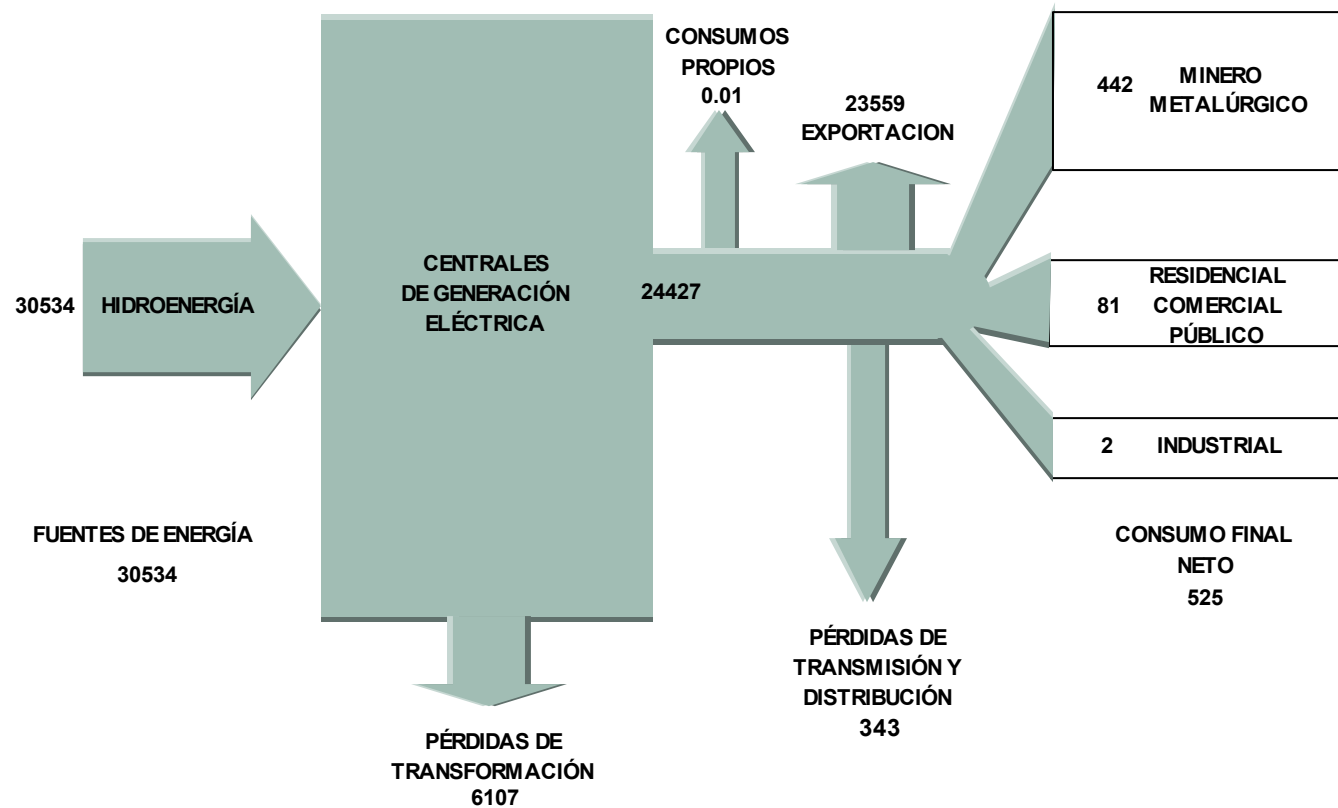 30534 HIDROENERGÍA
FUENTES DE ENERGÍA
30534
CENTRALES
DE GENERACIÓN
ELÉCTRICA
PÉRDIDAS DE
TRANSFORMACIÓN
6107
24427
CONSUMOS
PROPIOS
0.01
23559
EXPORTACION
PÉRDIDAS DE
TRANSMISIÓN Y
DISTRIBUCIÓN
343
442 MINERO
METALÚRGICO
RESIDENCIAL
81 COMERCIAL
PÚBLICO
2 INDUSTRIAL
CONSUMO FINAL
NETO
525